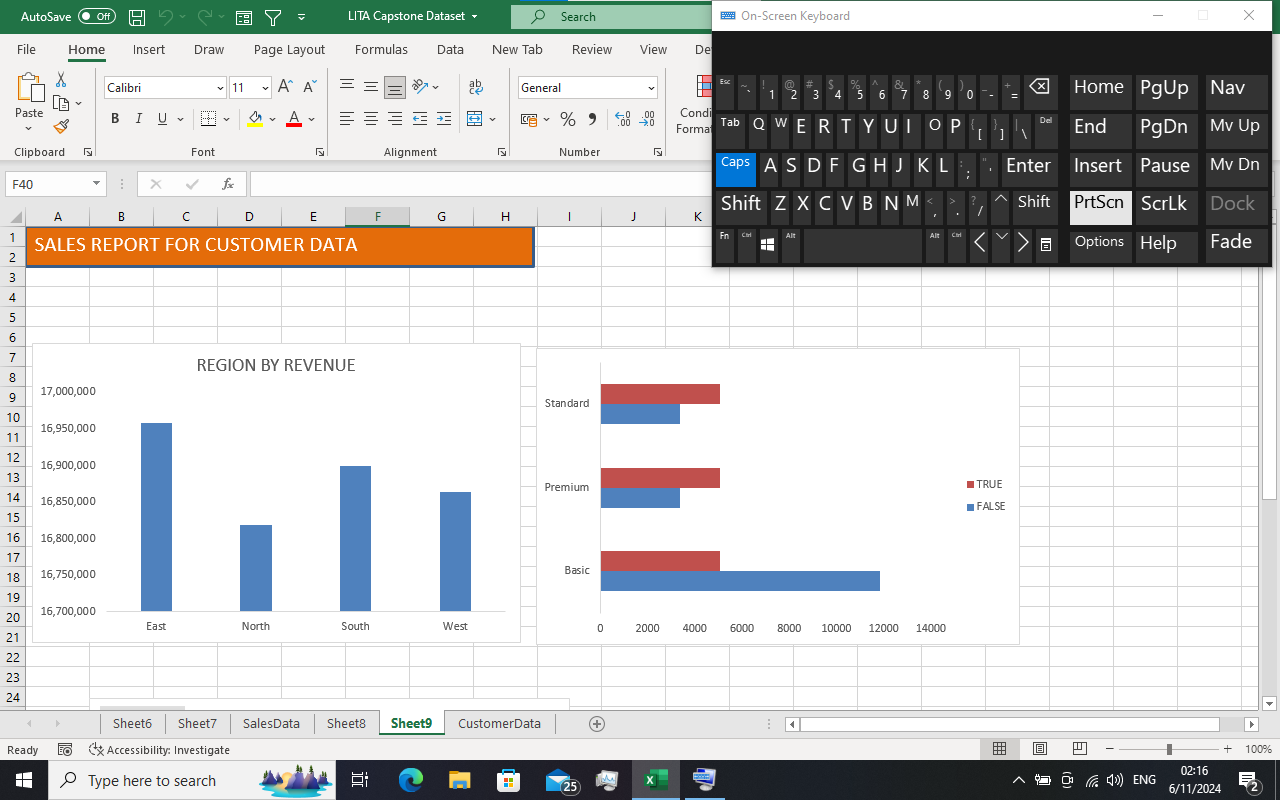 AutoSave Off LITA Capstone Dataset Search
On-Screen Keyboard
File Home Insert Draw Page Layout Formulas Data New Tab Review View De
Calibri 11 General Condi
Paste B I U A Format
Clipboard Font Alignment Number
F40 fx
Esc ~ ` ! 1 @ 2 # 3 $ 4 % 5 ^ 6 & 7 * 8 ( 9 ) 0 _ - + = Home PgUp Nav
Tab Q W E R T Y U I O P { [ } ] | \ Del End PgDn Mv Up
Caps A S D F G H J K L : ; " ' Enter Insert Pause Mv Dn
Shift Z X C V B N M < , > . ? / Shift PrtScn ScrLk Dock
Fn Ctrl Alt Alt Ctrl Options Help Fade
A B C D E F G H I J K
1 SALES REPORT FOR CUSTOMER DATA
2
3
4
5
6
7
8
9
10
11
12
13
14
15
16
17
18
19
20
21
22
23
24
REGION BY REVENUE
17,000,000
16,950,000
16,900,000
16,850,000
16,800,000
16,750,000
16,700,000
East North South West
Standard
Premium
Basic
0 2000 4000 6000 8000 10000 12000 14000
TRUE
FALSE
Sheet6 Sheet7 SalesData Sheet8 Sheet9 CustomerData
Ready Accessibility: Investigate 100%
Type here to search 25 ENG 02:16
6/11/2024 2